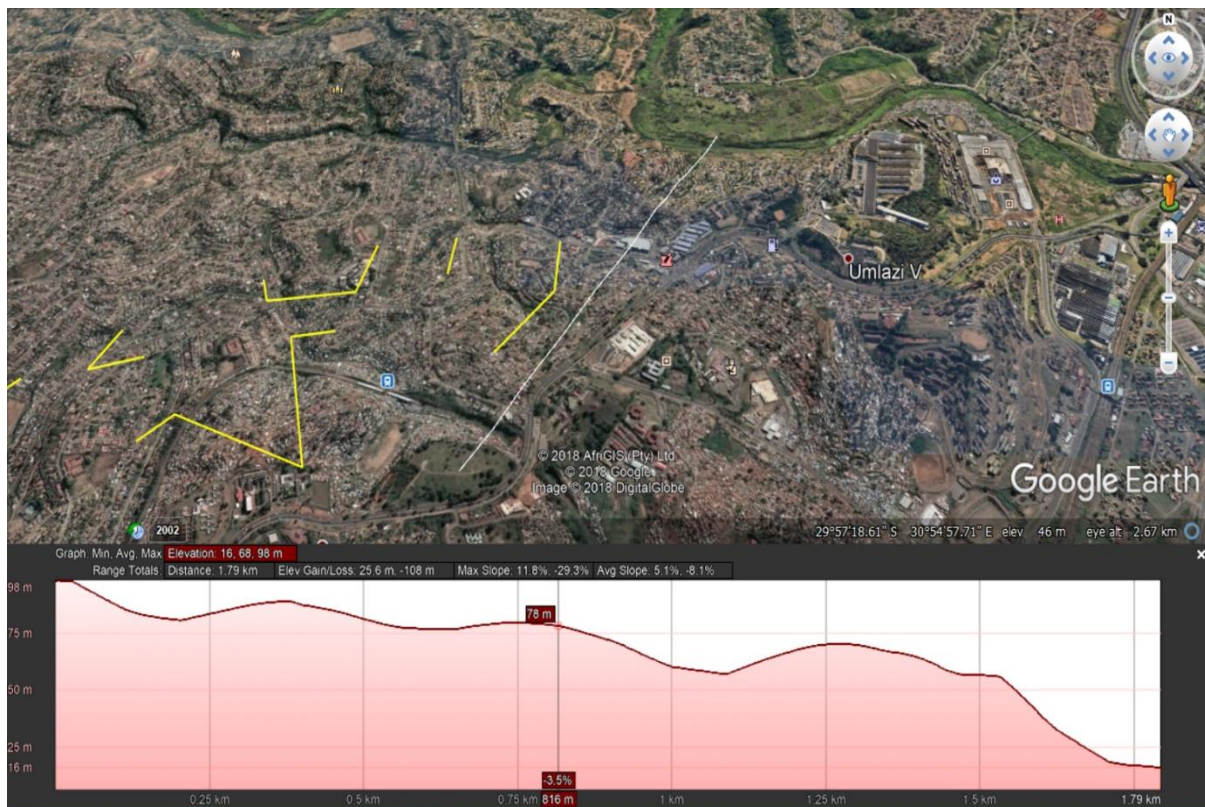 N
Umlazi V
© 2018 AfriGIS (Pty) Ltd.
© 2018 Google
Image © 2018 DigitalGlobe
Google Earth
2002
29°57'18.61" S 30°54'57.71" E elev 46 m eye alt 2.67 km
Graph: Min, Avg, Max Elevation: 16, 68, 98 m
Range Totals: Distance: 1.79 km Elev Gain/Loss: 25.6 m, -108 m Max Slope: 11.8%, -29.3% Avg Slope: 5.1%, -8.1%
98 m
78 m
75 m
50 m
25 m
16 m
-3.5%
0.25 km 0.5 km 0.75 km 816 m 1 km 1.25 km 1.5 km 1.79 km